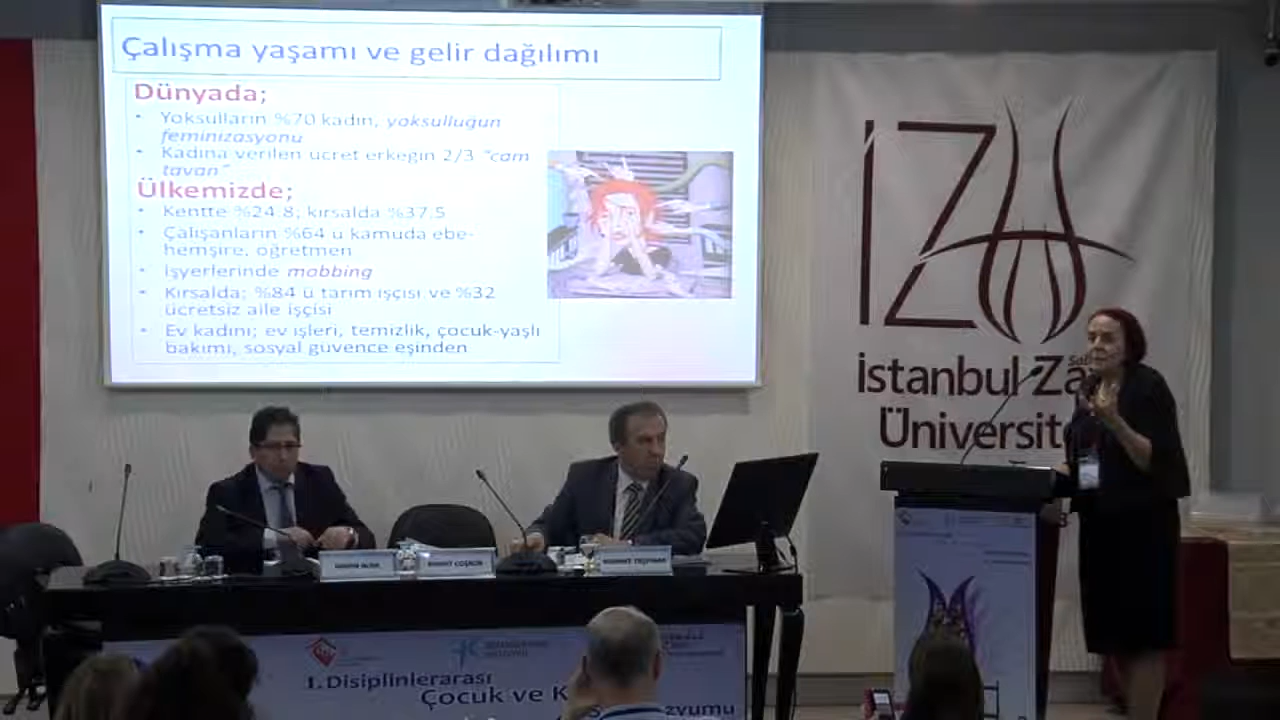 Çalışma yaşamı ve gelir dağılımı
Dünyada;
• Yoksulların %70 kadın, yoksulluğun
feminizasyonu
• Kadına verilen ücret erkeğin 2/3 "cam
tavan"
Ülkemizde;
• Kentte %24.8; kırsalda %37.5
• Çalışanların %64 ü kamuda ebe-
hemşire, öğretmen
• İşyerlerinde mobbing
• Kırsalda; %84 ü tarım işçisi ve %32
ücretsiz aile işçisi
• Ev kadını; ev işleri, temizlik, çocuk-yaşlı
bakımı, sosyal güvence eşinden
İZÜ
İstanbul Za
Üniversit
I. Disiplinlerarası
Çocuk ve K